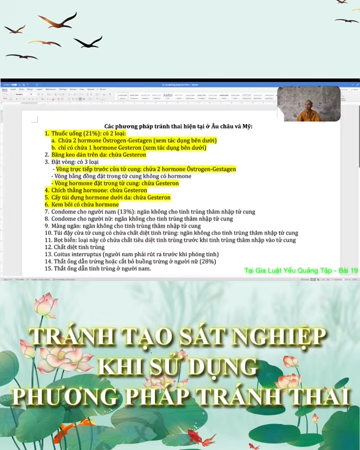 Các phương pháp tránh thai hiện tại ở Âu châu và Mỹ:
1. Thuốc uống (21%): có 2 loại:
a. Chứa 2 hormone Östrogen-Gestagen (xem tác dụng bên dưới)
b. chỉ có chứa 1 hormone Gesteron (xem tác dụng bên dưới)
2. Băng keo dán trên da: chứa Gesteron
3. Đặt vòng: có 3 loại
- Vòng trực tiếp trước cửa tử cung: chứa 2 hormone Östrogen-Gestagen
- Vòng bằng đồng đặt trong tử cung không có hormone
- Vòng hormone đặt trong tử cung: chứa Gesteron
4. Chích thắng hormone: chứa Gesteron
5. Cấy túi đựng hormone dưới da: chứa Gesteron
6. Kem bôi có chứa hormone
7. Condome cho người nam (13%): ngăn không cho tinh trùng thâm nhập tử cung
8. Condome cho người nữ: ngăn không cho tinh trùng thâm nhập tử cung
9. Màng ngăn: ngăn không cho tinh trùng thâm nhập tử cung
10. Túi đậy cửa tử cung có chứa chất diệt tinh trùng: ngăn không cho tinh trùng thâm nhập tử cung
11. Bọt biển: loại này có chứa chất tiêu diệt tinh trùng trước khi tinh trùng thâm nhập vào tử cung
12. Chất diệt tinh trùng
13. Coitus interruptus (người nam phải rút ra trước khi phóng tinh)
14. Thắt ống dẫn trứng hoặc cắt bỏ buồng trứng ở người nữ (28%)
15. Thắt ống dẫn tinh trùng ở người nam.
Tại Gia Luật Yếu Quảng Tập - Bài 19
TRÁNH TẠO SÁT NGHIỆP
KHI SỬ DỤNG
PHƯƠNG PHÁP TRÁNH THAI